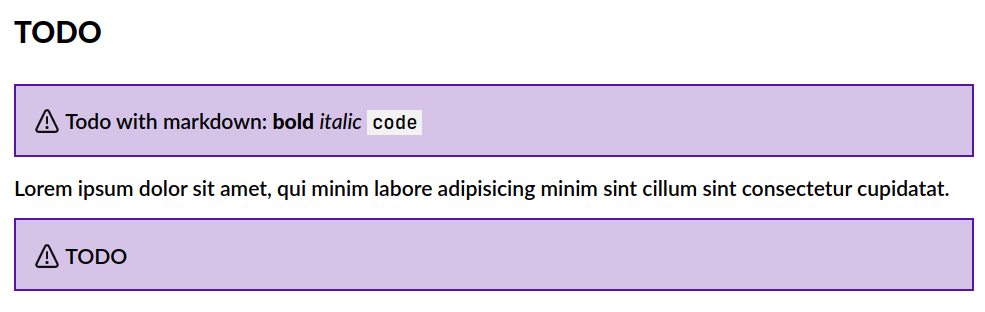 TODO
Todo with markdown: bold italic code
Lorem ipsum dolor sit amet, qui minim labore adipisicing minim sint cillum sint consectetur cupidatat.
TODO